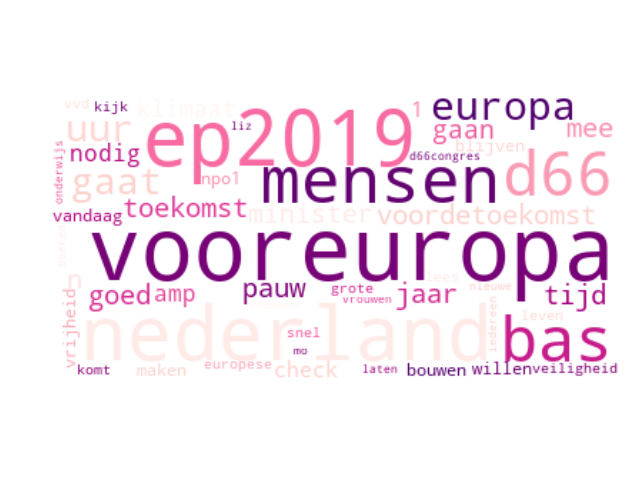 vvd kijk klimaat europa
uur ep2019 1 gaan mee
liz
nodig blijven
onderwijs d66congres
gaat npo1 mensen d66
vandaag toekomst minister voordetoekomst
vooreuropa
n lees
goed amp pauw grote jaar nieuwe tijd
vrouwen
vrijheid nederland iedereen leven
snel bas
mo
komt maken europese check laten bouwen willen veiligheid